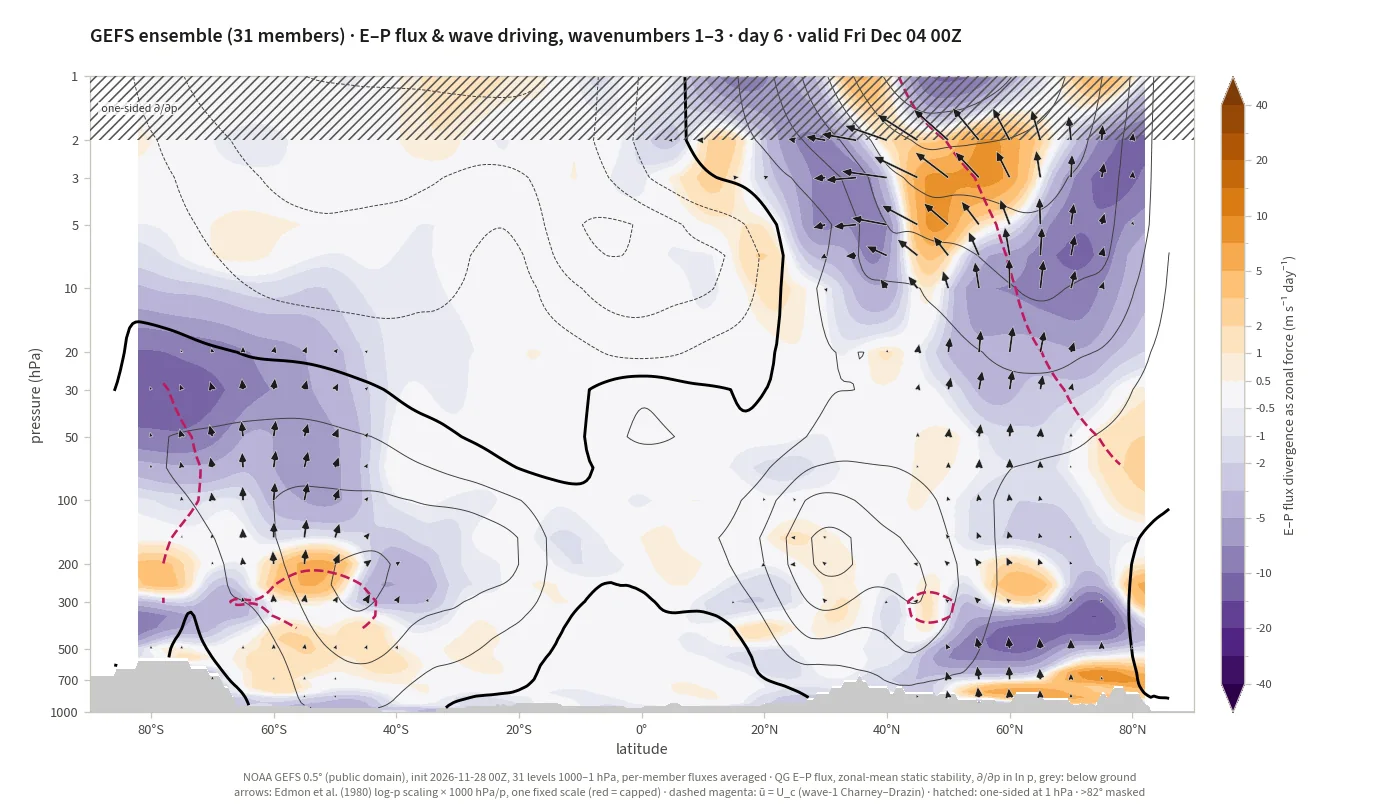 GEFS ensemble (31 members) · E–P flux & wave driving, wavenumbers 1–3 · day 6 · valid Fri Dec 04 00Z
one-sided ∂/∂p
pressure (hPa)
1
2
3
5
10
20
30
50
100
200
300
500
700
1000
80°S
60°S
40°S
20°S
0°
20°N
40°N
60°N
80°N
latitude
40
20
10
5
2
1
0.5
-0.5
-1
-2
-5
-10
-20
-40
E–P flux divergence as zonal force (m s⁻¹ day⁻¹)
NOAA GEFS 0.5° (public domain), init 2026-11-28 00Z, 31 levels 1000–1 hPa, per-member fluxes averaged · QG E–P flux, zonal-mean static stability, ∂/∂p in ln p, grey: below ground
arrows: Edmon et al. (1980) log-p scaling × 1000 hPa/p, one fixed scale (red = capped) · dashed magenta: ū = U_c (wave-1 Charney–Drazin) · hatched: one-sided at 1 hPa · >82° masked